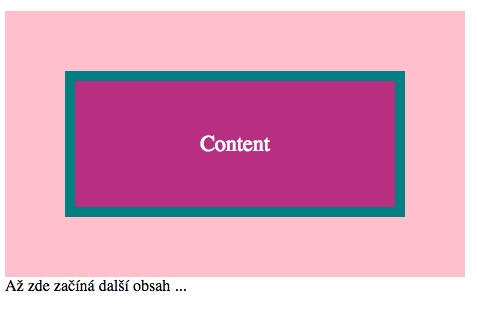 Content
Až zde začíná další obsah ...